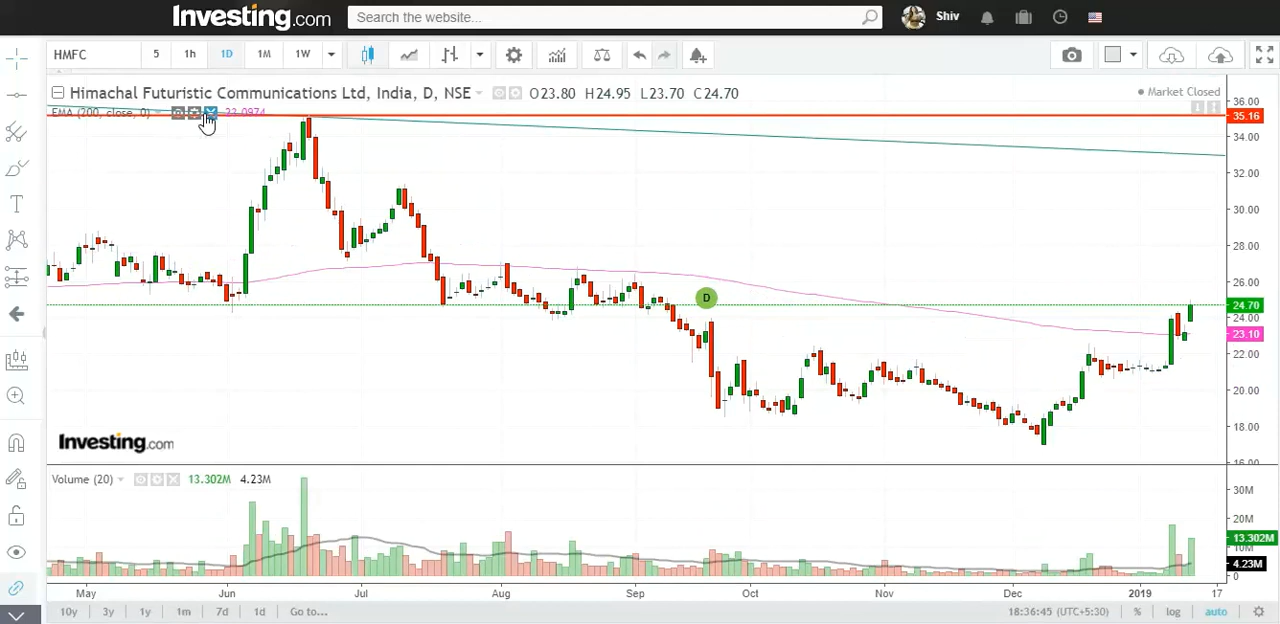 Investing.com
Search the website...
Shiv
HMFC
5
1h
1D
1M
1W
Himachal Futuristic Communications Ltd, India, D, NSE
O23.80 H24.95 L23.70 C24.70
Market Closed
EMA (200, close, 0)
23.0974
36.00
35.16
34.00
32.00
30.00
28.00
26.00
24.70
24.00
23.10
22.00
20.00
18.00
16.00
D
Investing.com
Volume (20)
13.302M
4.23M
30M
20M
13.302M
10M
4.23M
0
May
Jun
Jul
Aug
Sep
Oct
Nov
Dec
2019
17
10y
3y
1y
1m
7d
1d
Go to...
18:36:45 (UTC+5:30)
%
log
auto